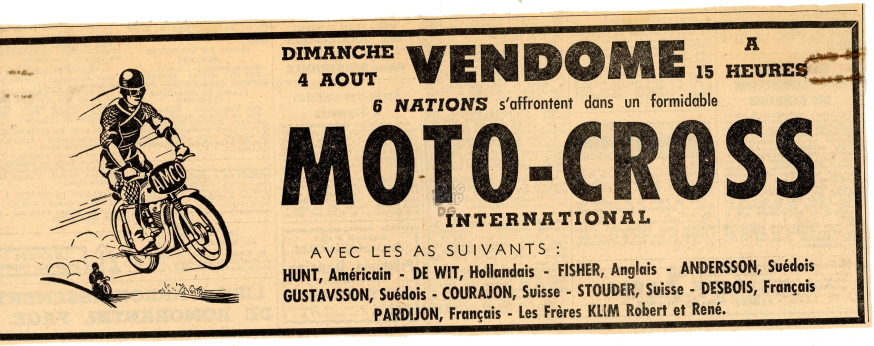 DIMANCHE
4 AOUT
VENDOME
A
15 HEURES
6 NATIONS s'affrontent dans un formidable
MOTO-CROSS
INTERNATIONAL
AMCO
AVEC LES AS SUIVANTS :
HUNT, Américain - DE WIT, Hollandais - FISHER, Anglais - ANDERSSON, Suédois
GUSTAVSSON, Suédois - COURAJON, Suisse - STOUDER, Suisse - DESBOIS, Français
PARDIJON, Français - Les Frères KLIM Robert et René.